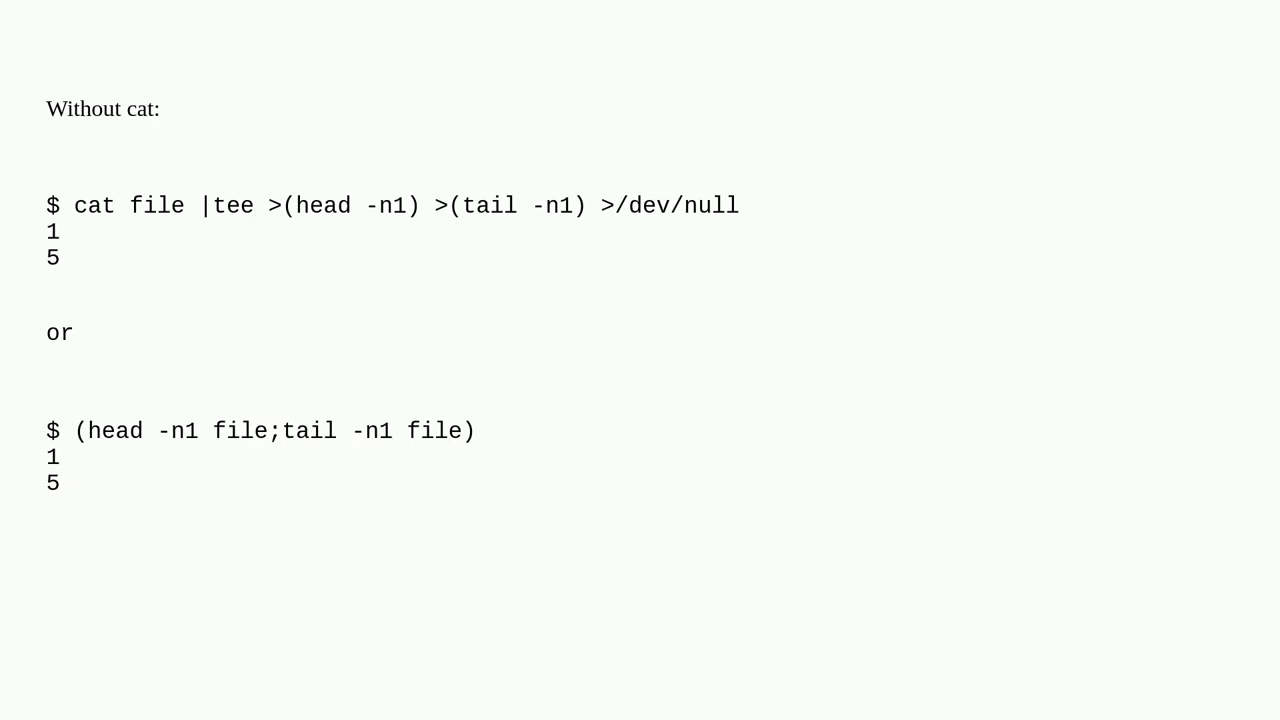 Without cat:
$ cat file |tee >(head -n1) >(tail -n1) >/dev/null
1
5
or
$ (head -n1 file;tail -n1 file)
1
5